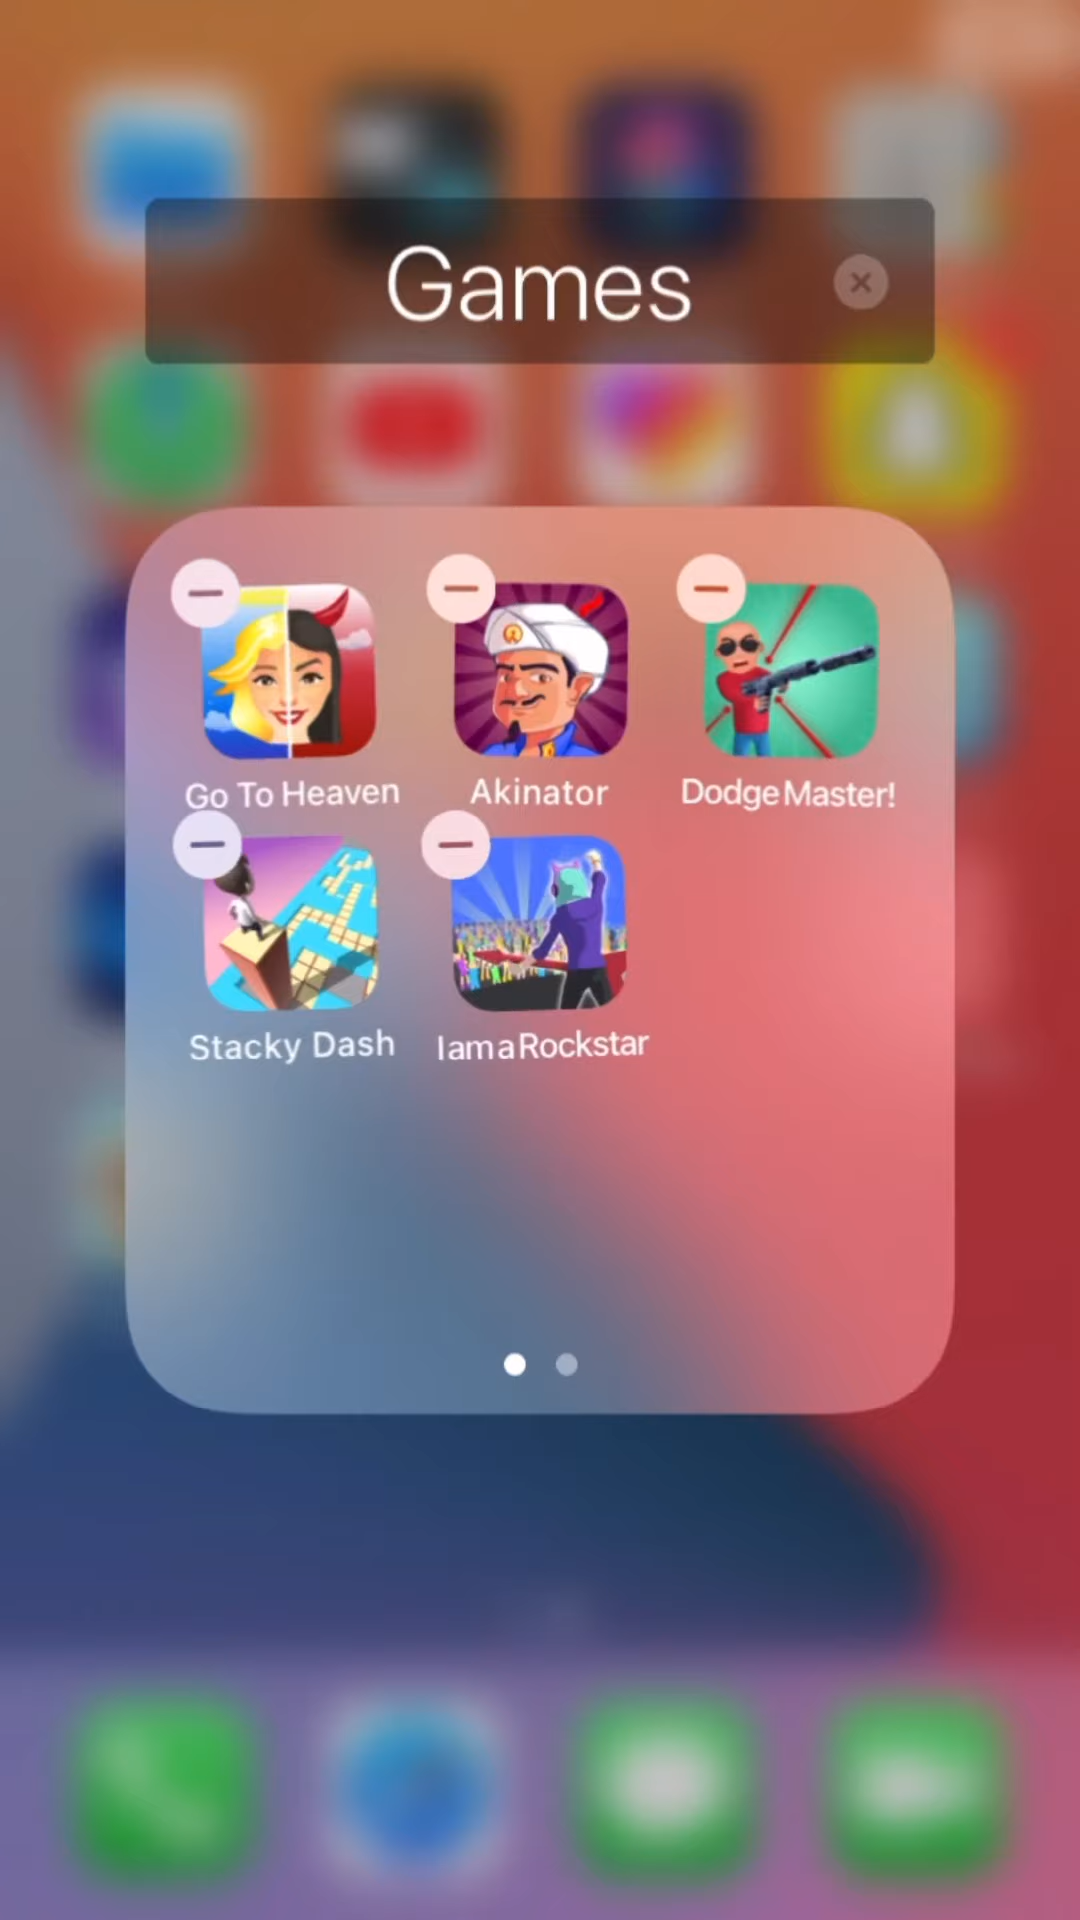 Games
Go To Heaven
Akinator
Dodge Master!
Stacky Dash
I am a Rockstar